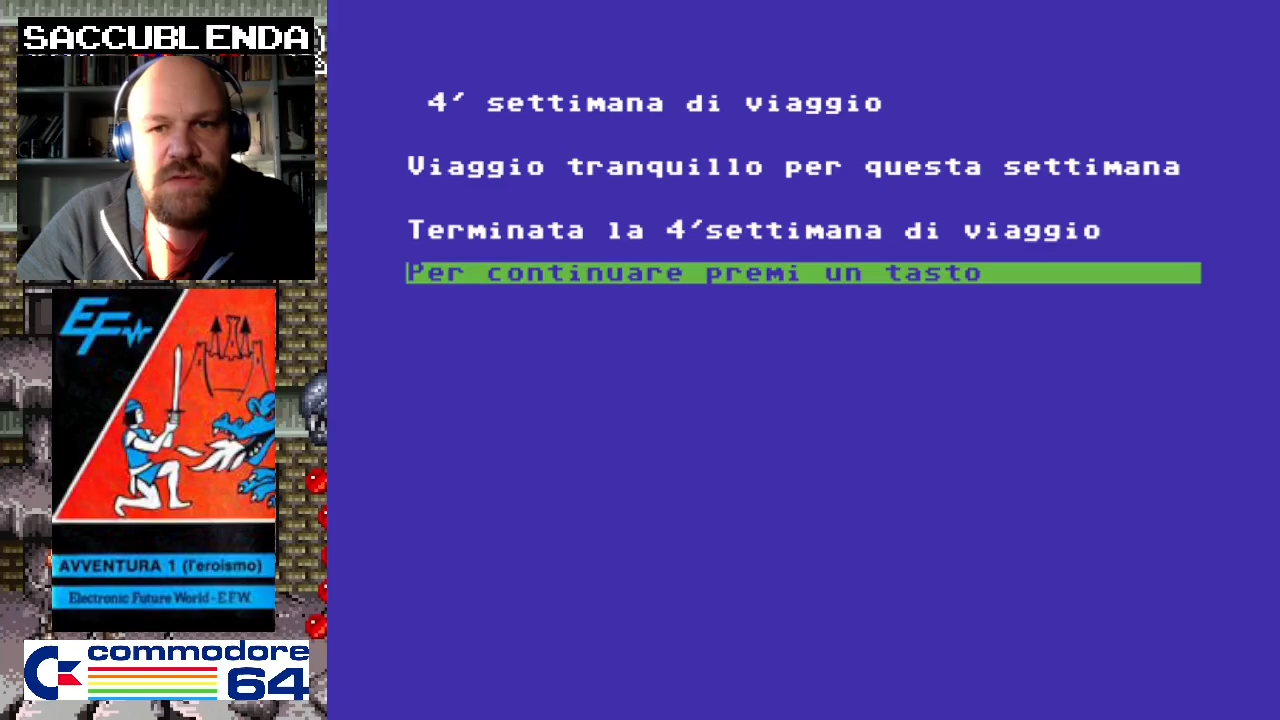 SACCUBLENDA
4' settimana di viaggio
Viaggio tranquillo per questa settimana
Terminata la 4'settimana di viaggio
Per continuare premi un tasto
EF
AVVENTURA 1 (l'eroismo)
Electronic Future World - E.F.W.
commodore
64